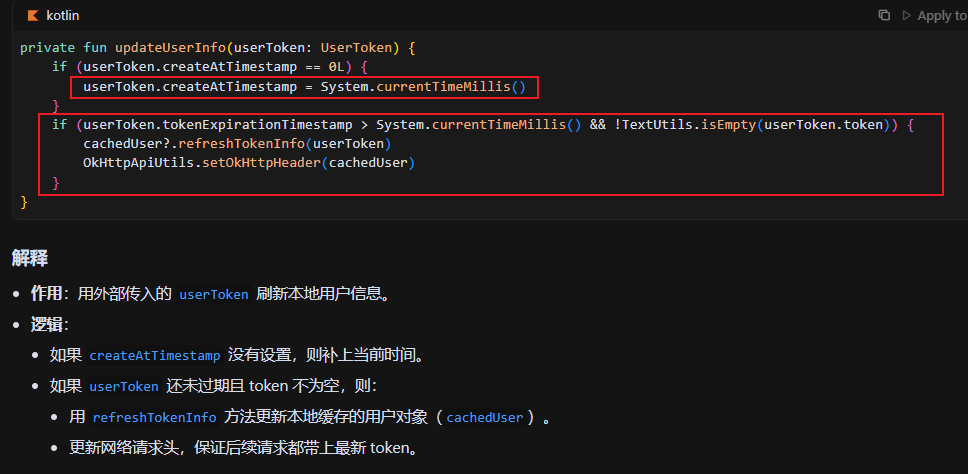 kotlin
Apply to
private fun updateUserInfo(userToken: UserToken) {
if (userToken.createAtTimestamp == 0L) {
userToken.createAtTimestamp = System.currentTimeMillis()
}
if (userToken.tokenExpirationTimestamp > System.currentTimeMillis() && !TextUtils.isEmpty(userToken.token)) {
cachedUser?.refreshTokenInfo(userToken)
OkHttpApiUtils.setOkHttpHeader(cachedUser)
}
}
解释
• 作用：用外部传入的 userToken 刷新本地用户信息。
• 逻辑：
• 如果 createAtTimestamp 没有设置，则补上当前时间。
• 如果 userToken 还未过期且 token 不为空，则：
• 用 refreshTokenInfo 方法更新本地缓存的用户对象（cachedUser）。
• 更新网络请求头，保证后续请求都带上最新 token。